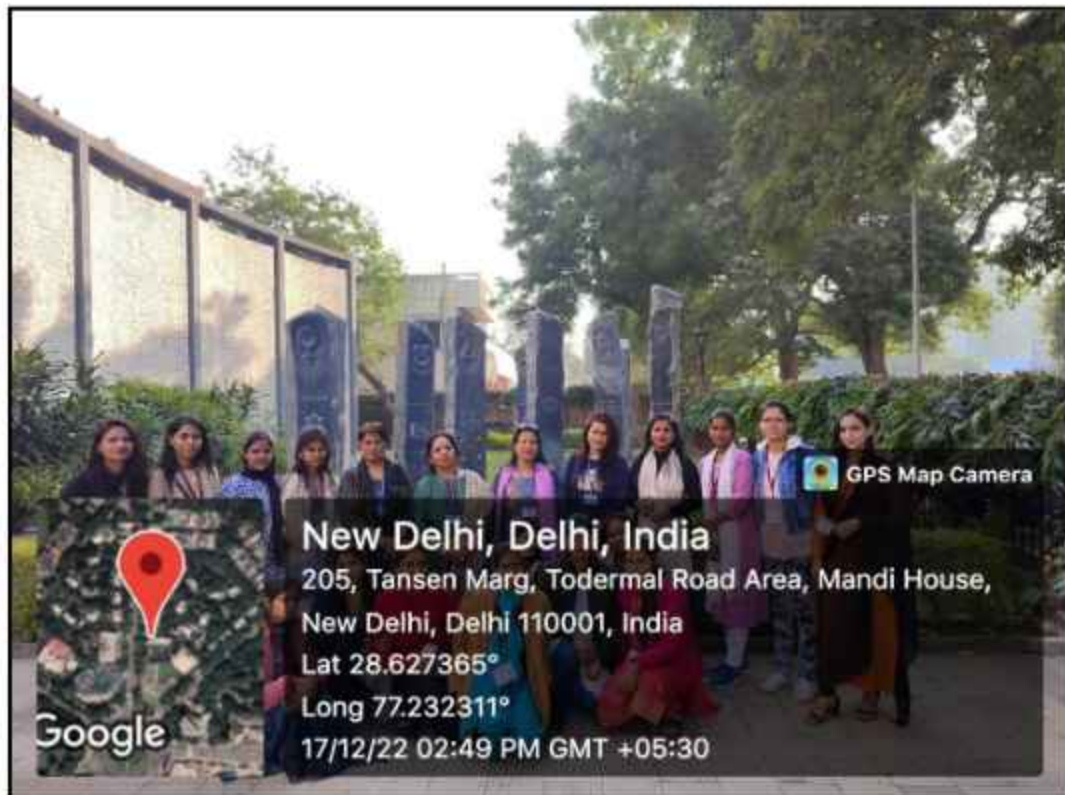 GPS Map Camera
New Delhi, Delhi, India
205, Tansen Marg, Todermal Road Area, Mandi House,
New Delhi, Delhi 110001, India
Lat 28.627365°
Long 77.232311°
17/12/22 02:49 PM GMT +05:30
Google